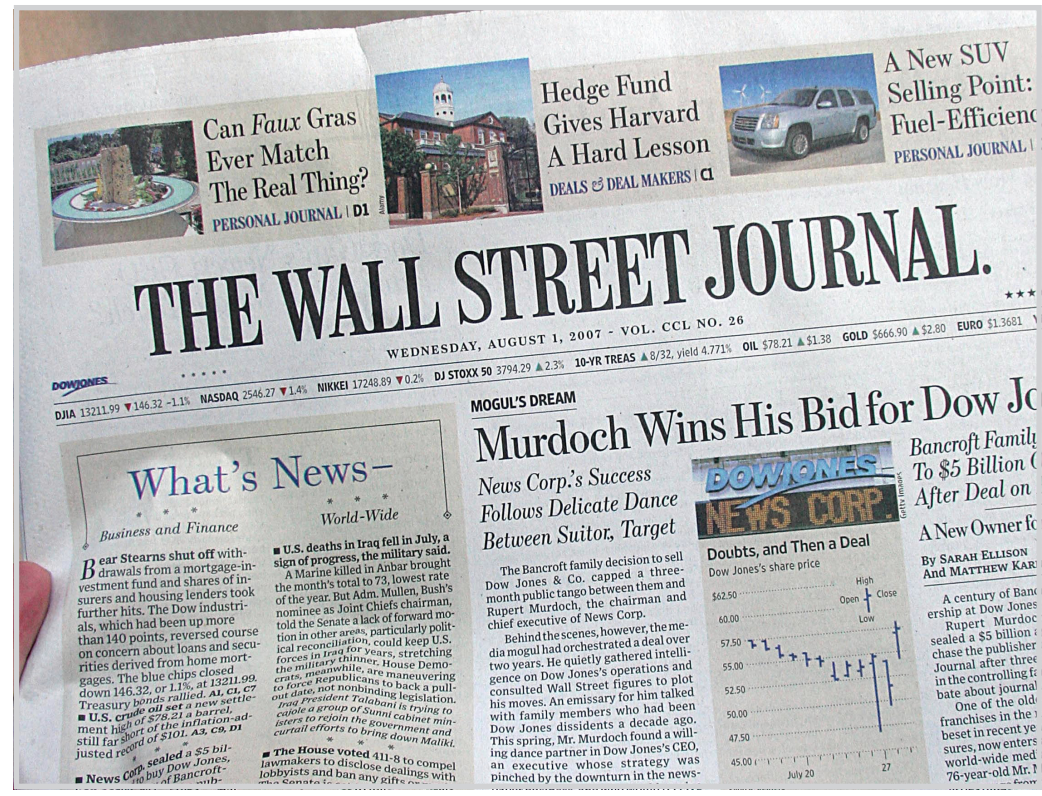 Can Faux Gras
Ever Match
The Real Thing?
PERSONAL JOURNAL | D1
Alamy
Hedge Fund
Gives Harvard
A Hard Lesson
DEALS & DEAL MAKERS | C1
A New SUV
Selling Point:
Fuel-Efficienc
PERSONAL JOURNAL |
THE WALL STREET JOURNAL.
WEDNESDAY, AUGUST 1, 2007 - VOL. CCL NO. 26
★★★
DOWJONES
DJIA 13211.99 ▼146.32 -1.1% NASDAQ 2546.27 ▼1.4% NIKKEI 17248.89 ▼0.2% DJ STOXX 50 3794.29 ▲2.3% 10-YR TREAS ▲8/32, yield 4.771% OIL $78.21 ▲$1.38 GOLD $666.90 ▲$2.80 EURO $1.3681
What's News–
* * *
Business and Finance
Bear Stearns shut off with-
drawals from a mortgage-in-
vestment fund and shares of in-
surers and housing lenders took
further hits. The Dow industri-
als, which had been up more
than 140 points, reversed course
on concern about loans and secu-
rities derived from home mort-
gages. The blue chips closed
down 146.32, or 1.1%, at 13211.99.
Treasury bonds rallied. A1, C1, C7
■ U.S. crude oil set a new settle-
ment high of $78.21 a barrel,
still far short of the inflation-ad-
justed record of $101. A3, C9, D1
■ News Corp. sealed a $5 bil-
to buy Dow Jones,
of Bancroft-
* * *
World-Wide
■ U.S. deaths in Iraq fell in July, a
sign of progress, the military said.
A Marine killed in Anbar brought
the month's total to 73, lowest rate
of the year. But Adm. Mullen, Bush's
nominee as Joint Chiefs chairman,
told the Senate a lack of forward mo-
tion in other areas, particularly polit-
ical reconciliation, could keep U.S.
forces in Iraq for years, stretching
the military thinner. House Demo-
crats, meanwhile, are maneuvering
to force Republicans to back a pull-
out date, not nonbinding legislation.
Iraq President Talabani is trying to
cajole a group of Sunni cabinet min-
isters to rejoin the government and
curtail efforts to bring down Maliki.
* * *
■ The House voted 411-8 to compel
lawmakers to disclose dealings with
lobbyists and ban any gifts
MOGUL'S DREAM
Murdoch Wins His Bid for Dow Jo
News Corp.'s Success
Follows Delicate Dance
Between Suitor, Target
The Bancroft family decision to sell
Dow Jones & Co. capped a three-
month public tango between them and
Rupert Murdoch, the chairman and
chief executive of News Corp.
Behind the scenes, however, the me-
dia mogul had orchestrated a deal over
two years. He quietly gathered intelli-
gence on Dow Jones's operations and
consulted Wall Street figures to plot
his moves. An emissary for him talked
with family members who had been
Dow Jones dissidents a decade ago.
This spring, Mr. Murdoch found a will-
ing dance partner in Dow Jones's CEO,
an executive whose strategy was
pinched by the downturn in the news-
DOWJONES
NEWS CORP.
Getty Images
Doubts, and Then a Deal
Dow Jones's share price
$62.50
60.00
57.50
55.00
52.50
50.00
47.50
45.00
High
Open
Close
Low
July 20
27
Bancroft Family
To $5 Billion
After Deal on
A New Owner fo
By SARAH ELLISON
And MATTHEW KAR
A century of Banc
ership at Dow Jones
Rupert Murdoc
sealed a $5 billion
chase the publisher
Journal after three
in the controlling fa
bate about journal
One of the olde
franchises in the
beset in recent ye
sures, now enters
world-wide med
76-year-old Mr.